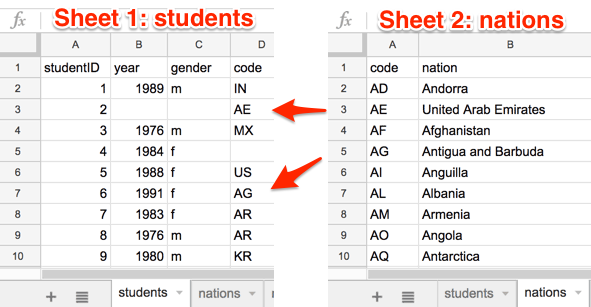 Sheet 1: students
fx
A B C D
1 studentID year gender code
2 1 1989 m IN
3 2 AE
4 3 1976 m MX
5 4 1984 f
6 5 1988 f US
7 6 1991 f AG
8 7 1983 f AR
9 8 1976 m AR
10 9 1980 m KR
+ students nations
Sheet 2: nations
fx
A B
1 code nation
2 AD Andorra
3 AE United Arab Emirates
4 AF Afghanistan
5 AG Antigua and Barbuda
6 AI Anguilla
7 AL Albania
8 AM Armenia
9 AO Angola
10 AQ Antarctica
+ students nations